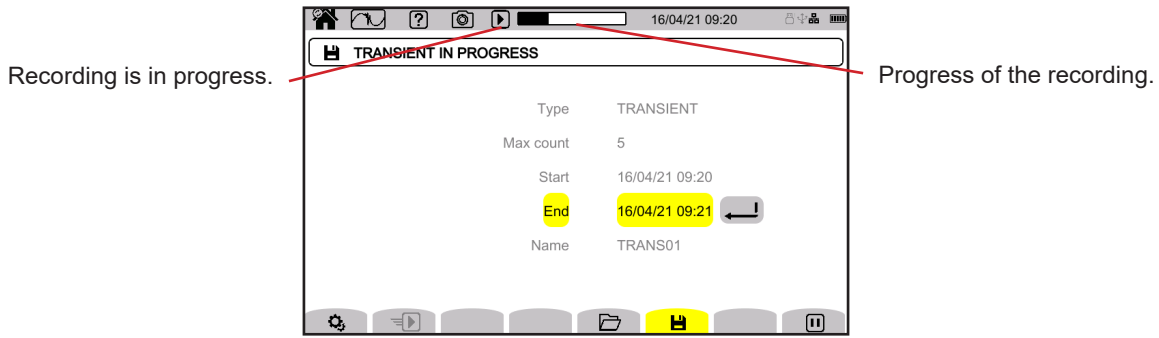 ?
16/04/21 09:20
TRANSIENT IN PROGRESS
Recording is in progress.
Progress of the recording.
Type TRANSIENT
Max count 5
Start 16/04/21 09:20
End 16/04/21 09:21
Name TRANS01